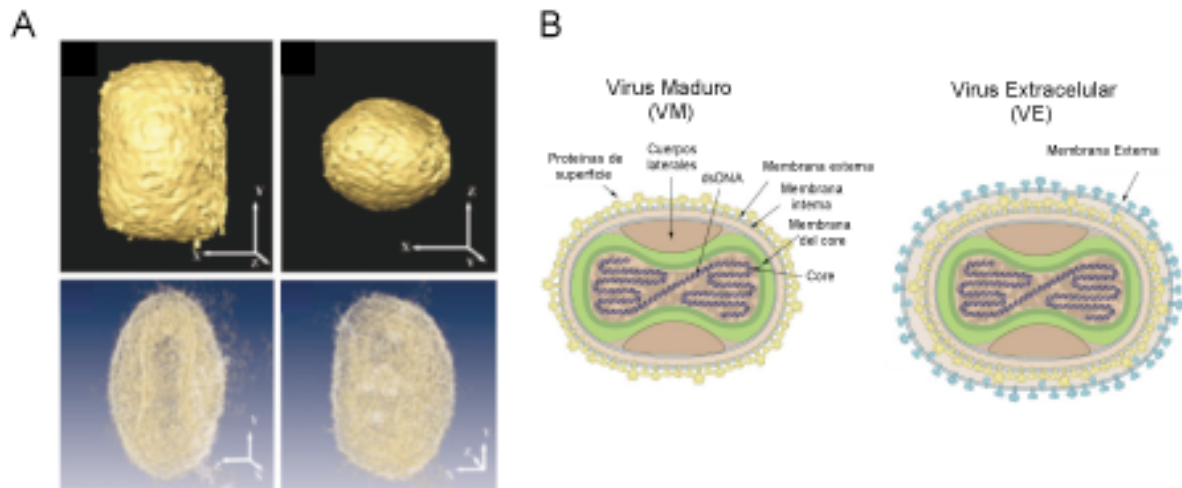 A
B
Virus Maduro
(VM)
Virus Extracelular
(VE)
Proteínas de
superficie
Cuerpos
laterales
dsDNA
Membrana externa
Membrana
interna
Membrana
del core
Core
Membrana Externa
Y
X
Z
Z
X
Y
Y
Y
Z